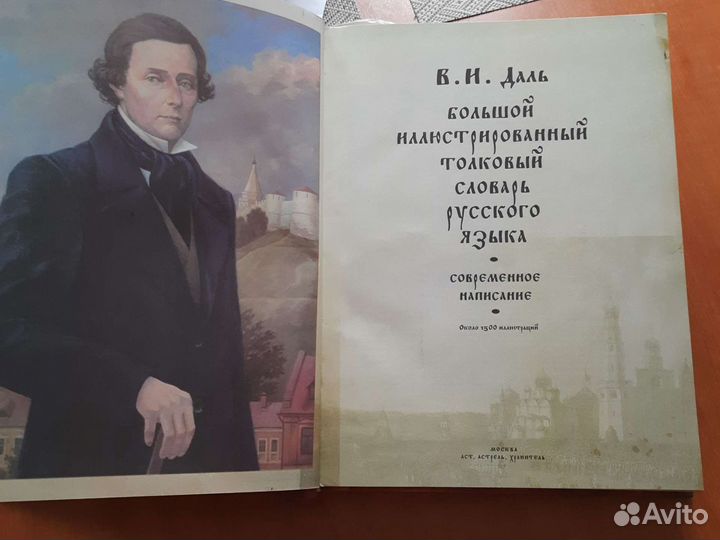 В. И. Даль
Большой
иллюстрированный
толковый
словарь
русского
языка
современное
написание
Около 1500 иллюстраций
Москва
АСТ, Астрель, Хранитель
Avito